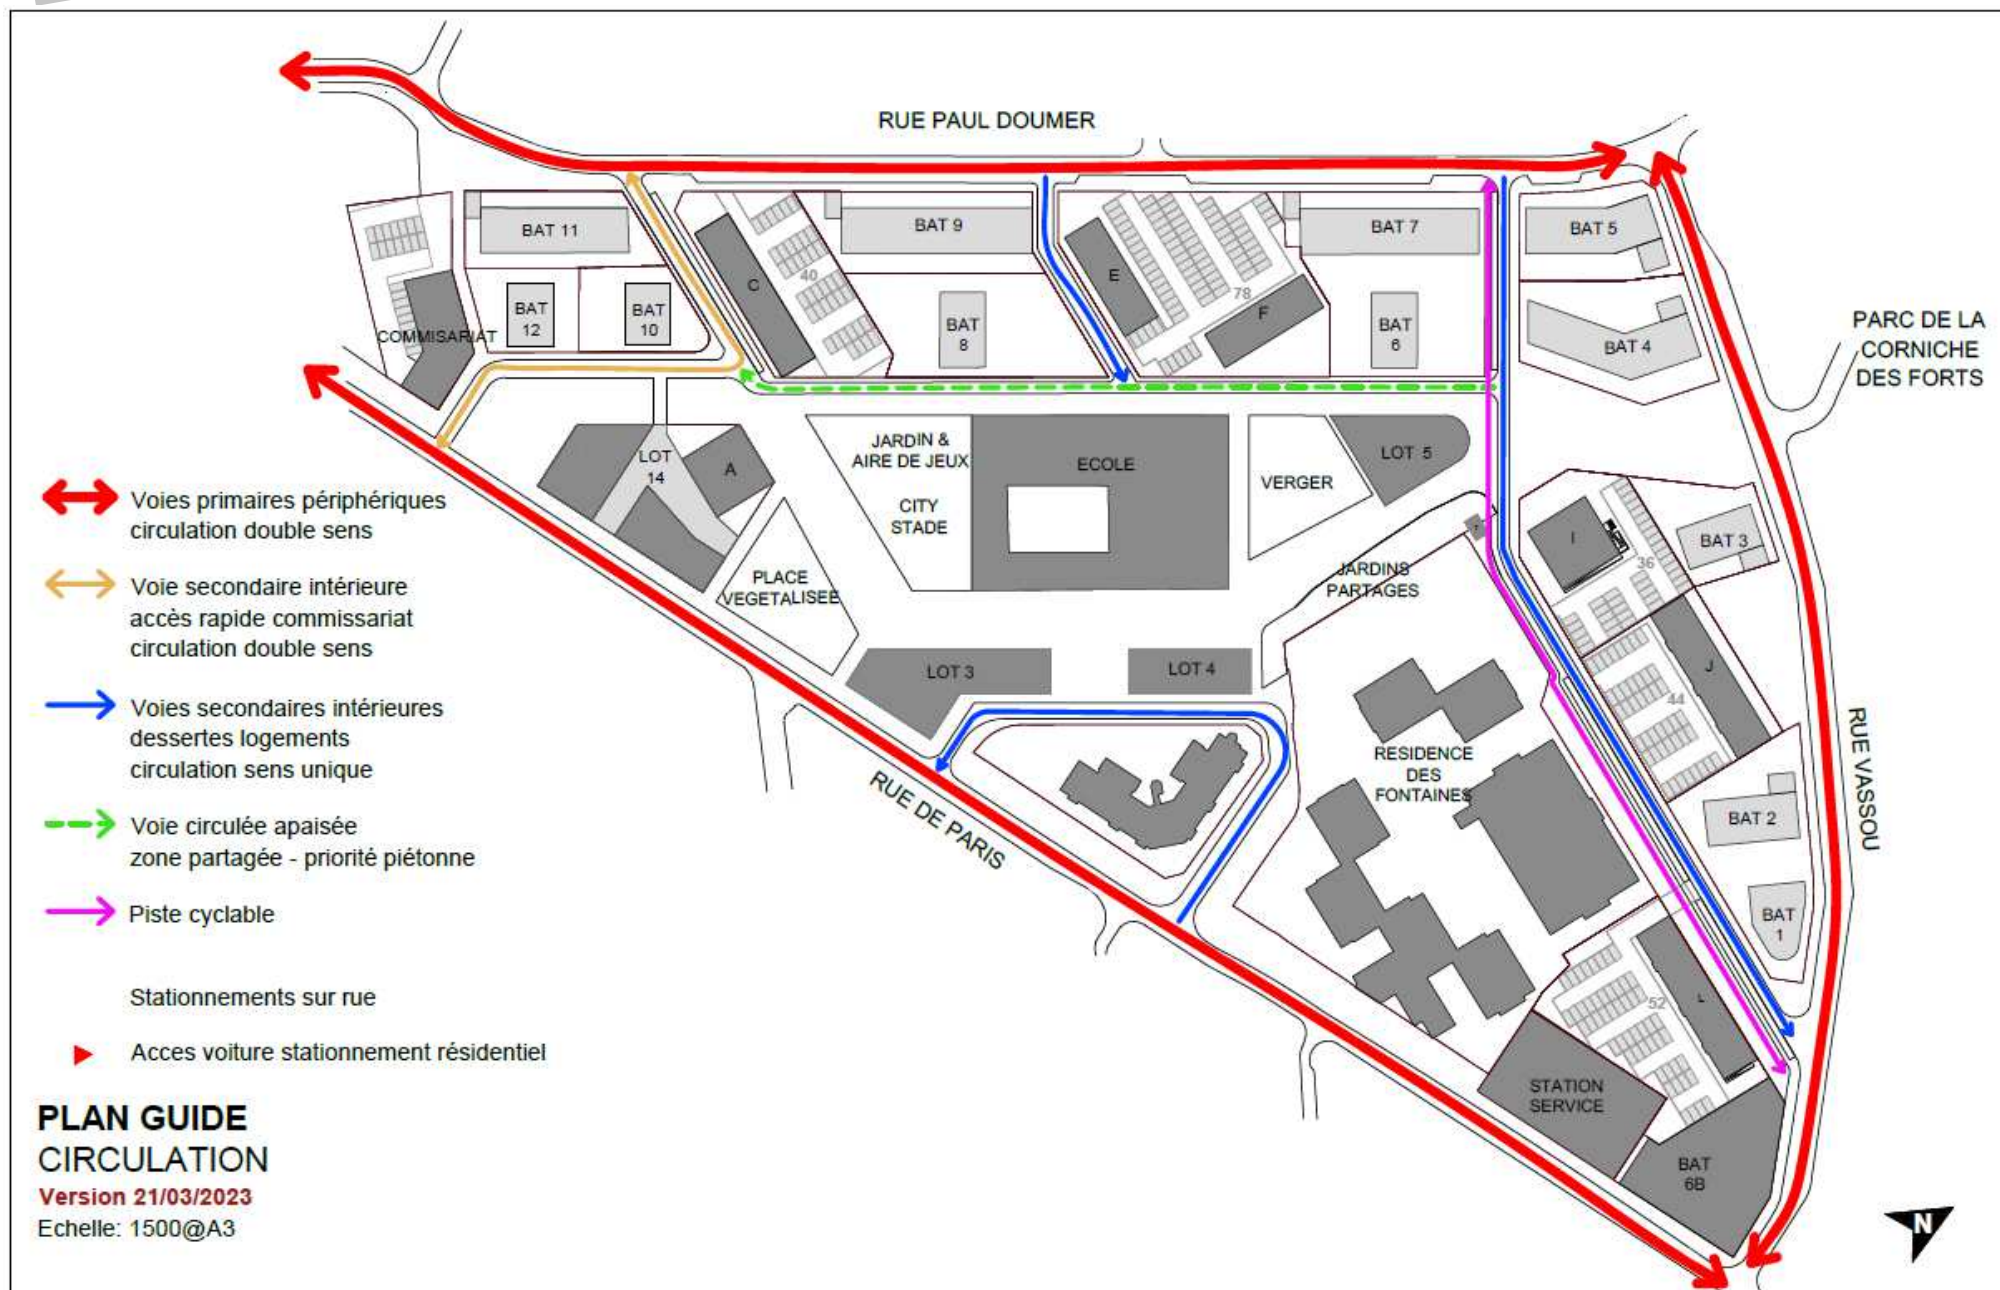 RUE PAUL DOUMER
BAT 11
BAT 9
BAT 7
BAT 5
C
40
E
78
F
BAT
12
BAT
10
BAT
8
BAT
6
BAT 4
COMMISARIAT
PARC DE LA
CORNICHE
DES FORTS
LOT
14
A
JARDIN &
AIRE DE JEUX
CITY
STADE
ECOLE
VERGER
LOT 5
I
36
BAT 3
PLACE
VEGETALISEE
JARDINS
PARTAGES
LOT 3
LOT 4
J
44
RUE VASSOU
RESIDENCE
DES
FONTAINES
RUE DE PARIS
BAT 2
BAT
1
52
L
STATION
SERVICE
BAT
6B
Voies primaires périphériques
circulation double sens
Voie secondaire intérieure
accès rapide commissariat
circulation double sens
Voies secondaires intérieures
dessertes logements
circulation sens unique
Voie circulée apaisée
zone partagée - priorité piétonne
Piste cyclable
Stationnements sur rue
Acces voiture stationnement résidentiel
PLAN GUIDE
CIRCULATION
Version 21/03/2023
Echelle: 1500@A3
N